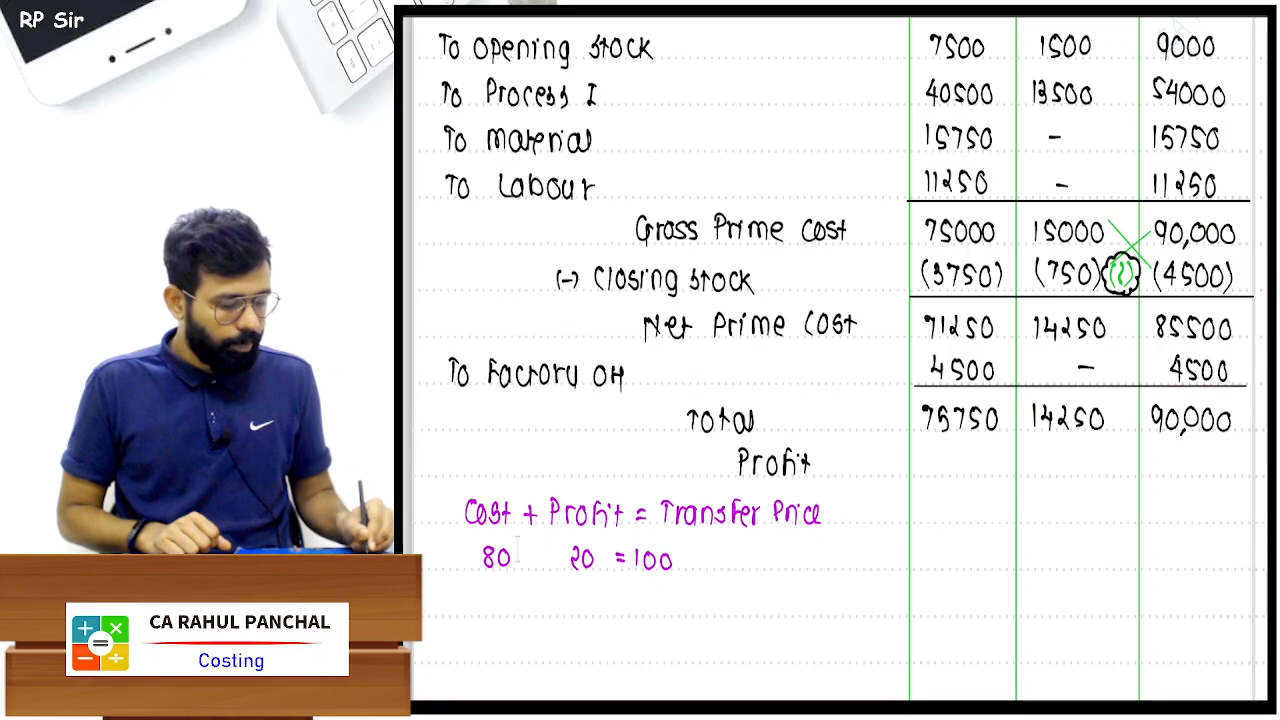 RP Sir
To Opening Stock 7500 1500 9000
To Process I 40500 13500 54000
To Material 15750 - 15750
To Labour 11250 - 11250
Gross Prime Cost 75000 15000 90,000
(-) Closing Stock (3750) (750) (?) (4500)
Net Prime Cost 71250 14250 85500
To Factory OH 4500 - 4500
Total 75750 14250 90,000
Profit
Cost + Profit = Transfer Price
80 20 = 100
CA RAHUL PANCHAL
Costing